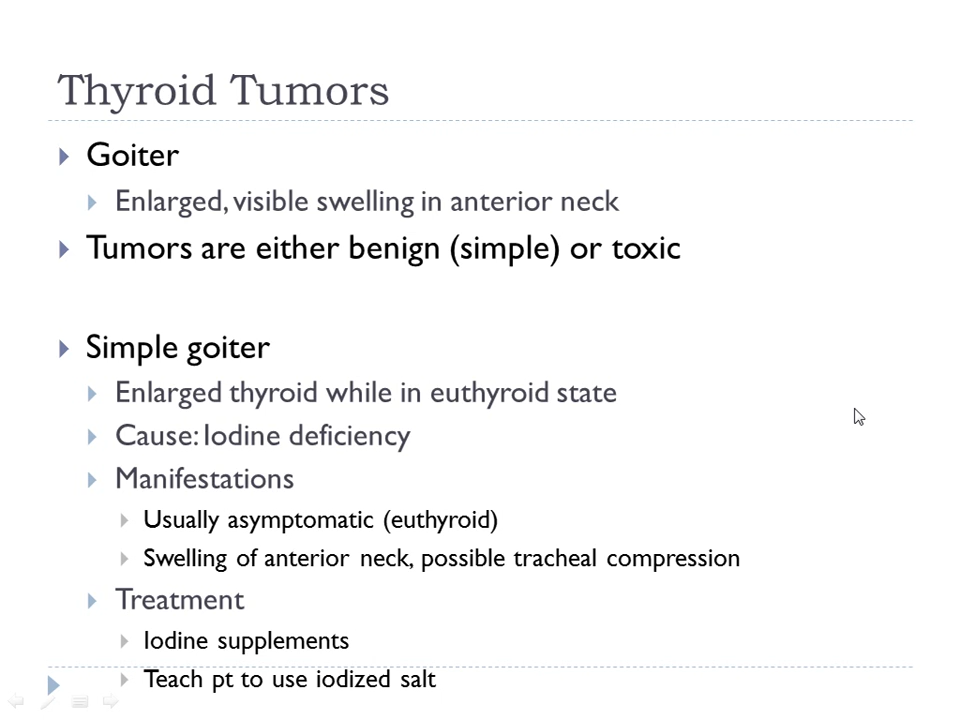 Thyroid Tumors
Goiter
Enlarged, visible swelling in anterior neck
Tumors are either benign (simple) or toxic
Simple goiter
Enlarged thyroid while in euthyroid state
Cause: Iodine deficiency
Manifestations
Usually asymptomatic (euthyroid)
Swelling of anterior neck, possible tracheal compression
Treatment
Iodine supplements
Teach pt to use iodized salt